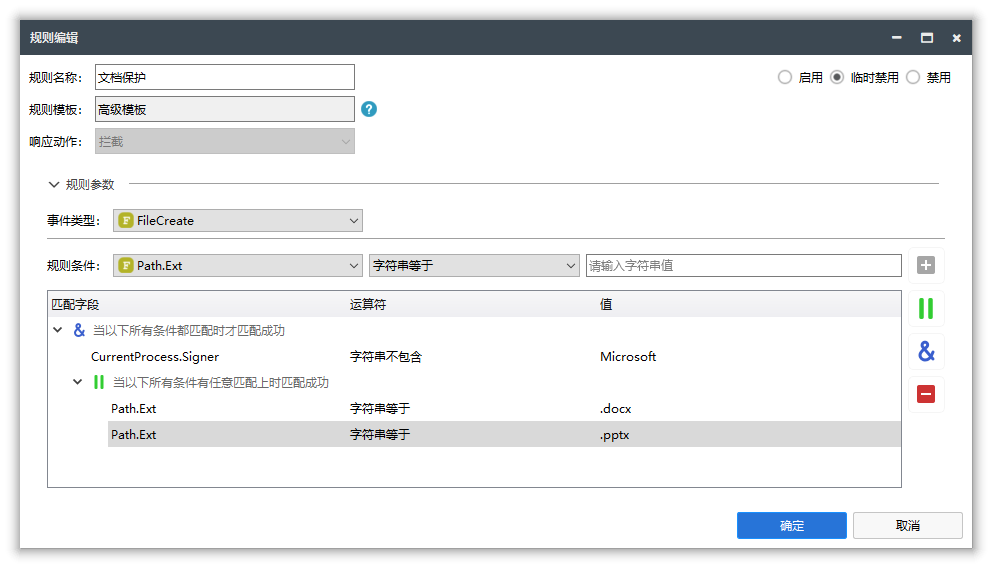 规则编辑
规则名称: 文档保护 启用 临时禁用 禁用
规则模板: 高级模板 ?
响应动作: 拦截
规则参数
事件类型: F FileCreate
规则条件: F Path.Ext 字符串等于 请输入字符串值
匹配字段 运算符 值
& 当以下所有条件都匹配时才匹配成功
CurrentProcess.Signer 字符串不包含 Microsoft
当以下所有条件有任意匹配上时匹配成功
&
Path.Ext 字符串等于 .docx
Path.Ext 字符串等于 .pptx
确定 取消